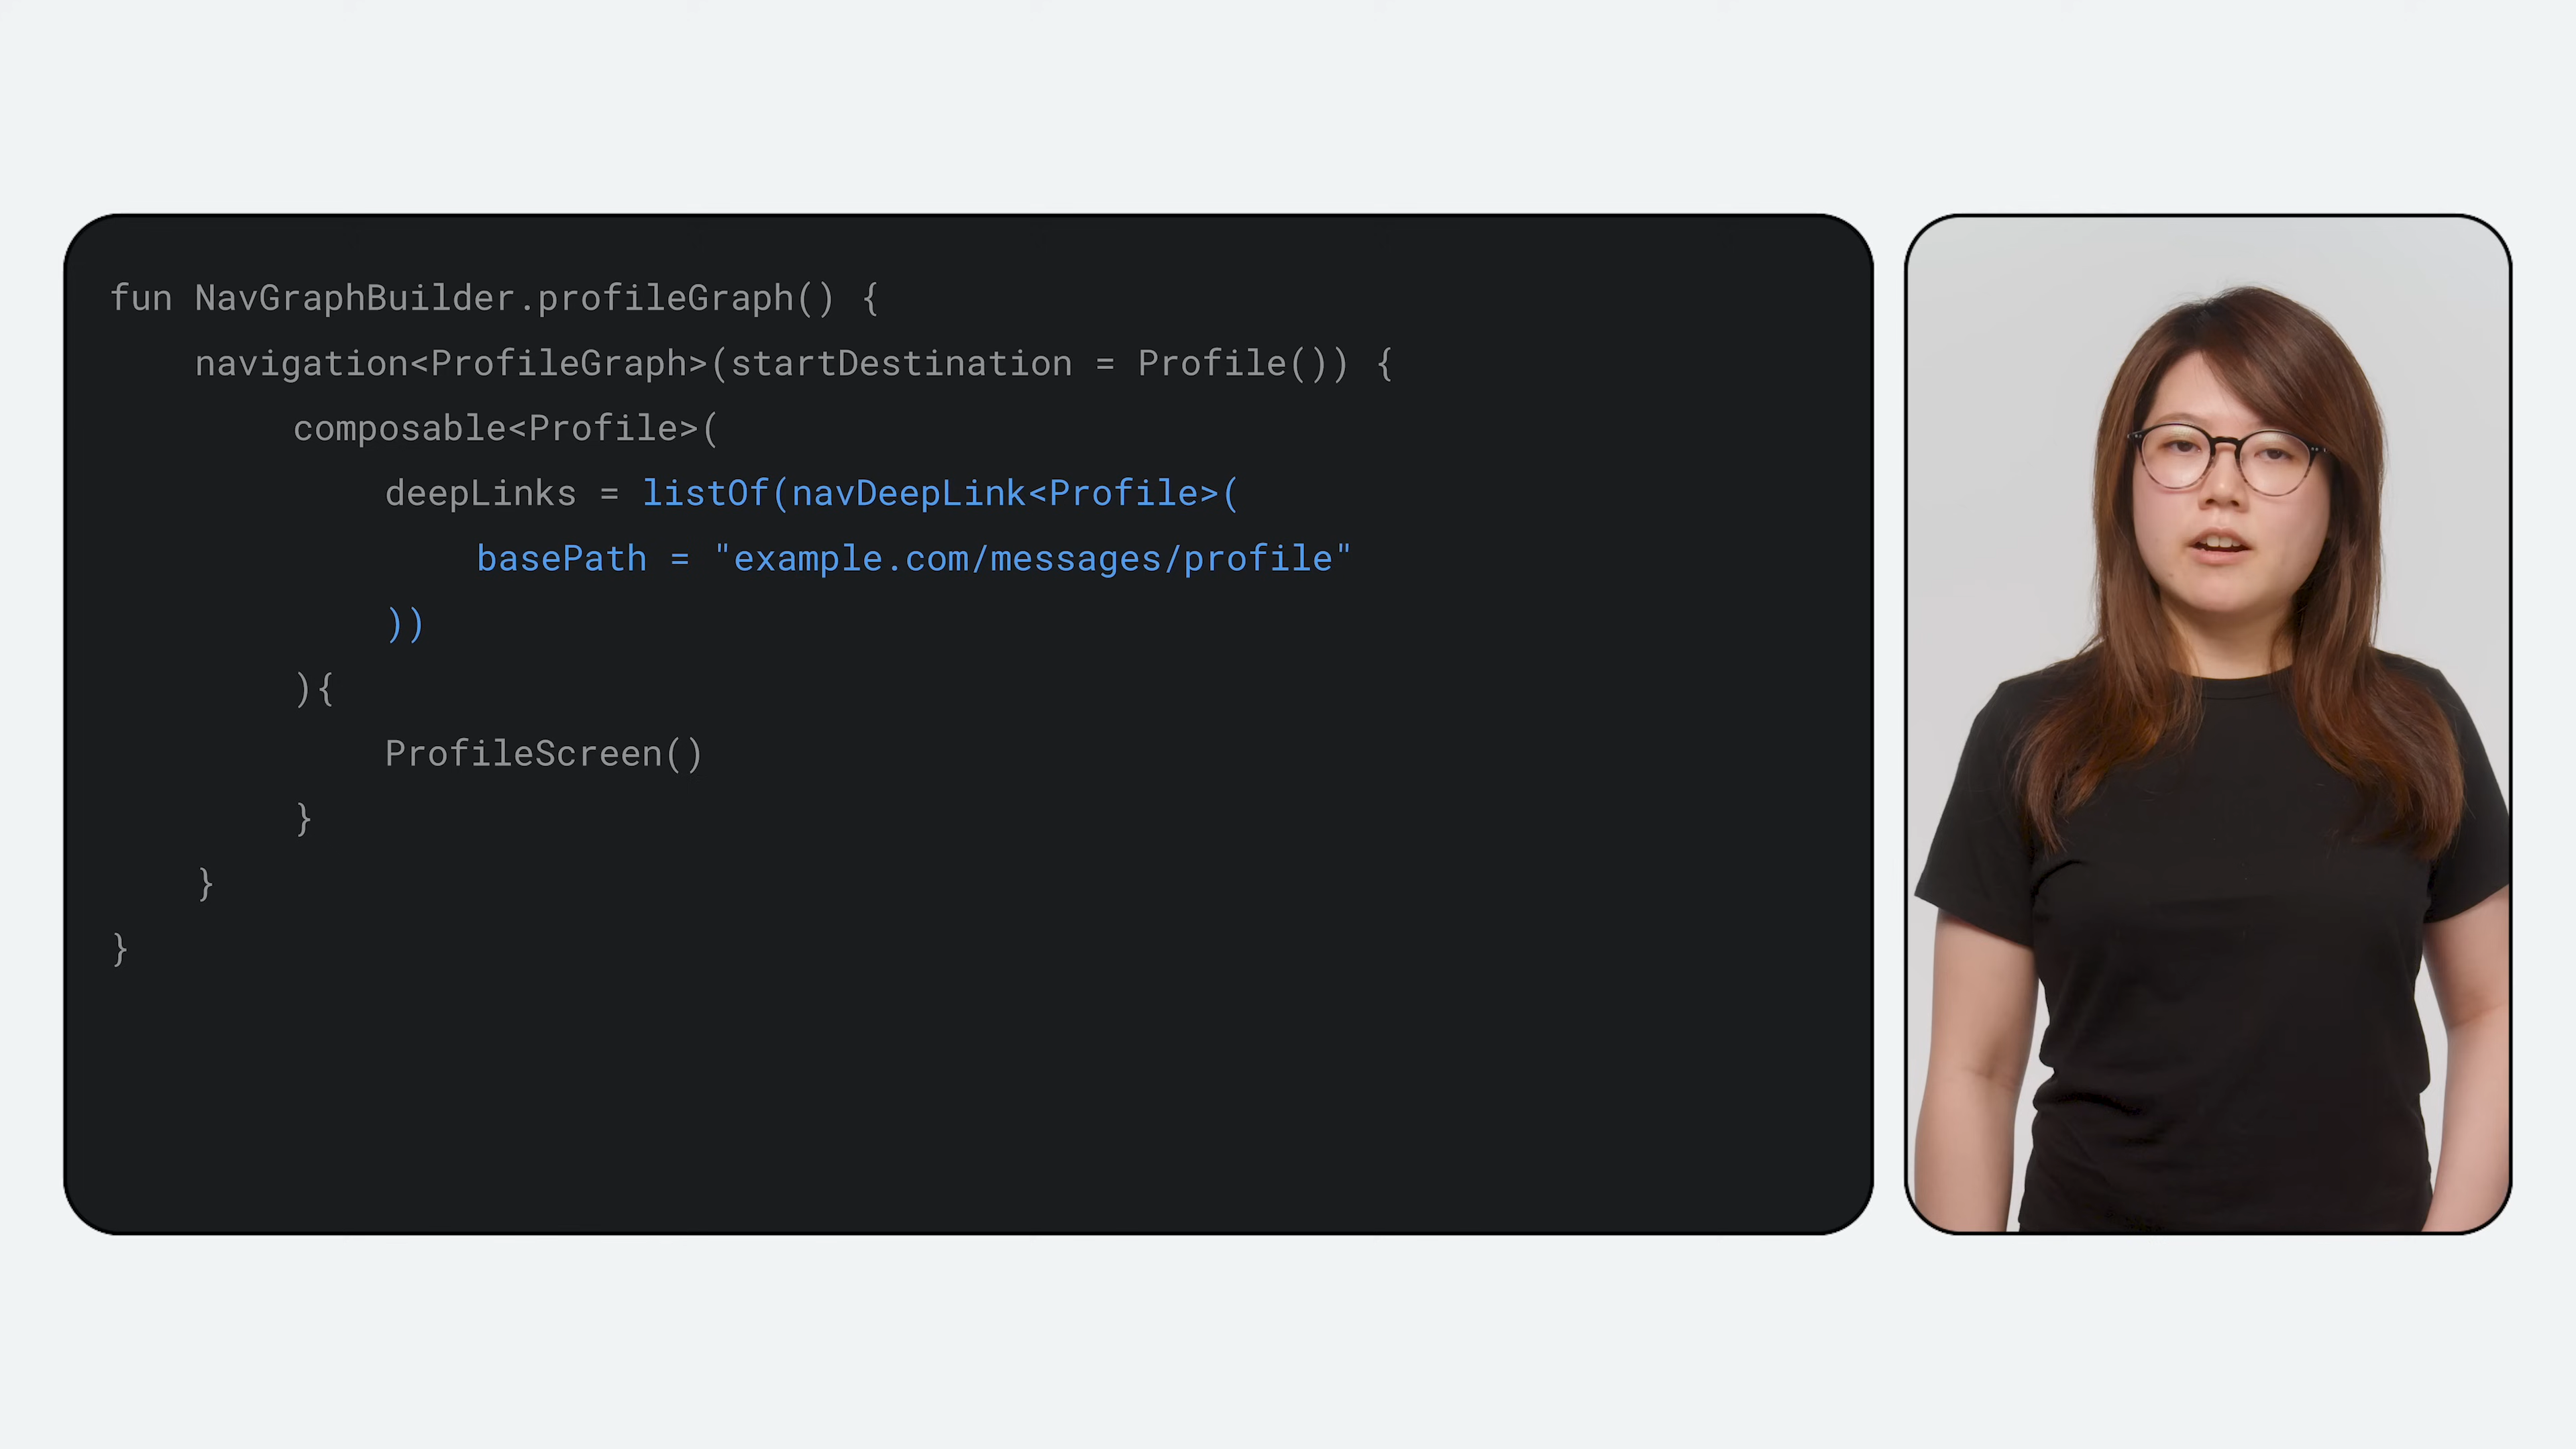 fun NavGraphBuilder.profileGraph() {
navigation<ProfileGraph>(startDestination = Profile()) {
composable<Profile>(
deepLinks = listOf(navDeepLink<Profile>(
basePath = "example.com/messages/profile"
))
){
ProfileScreen()
}
}
}